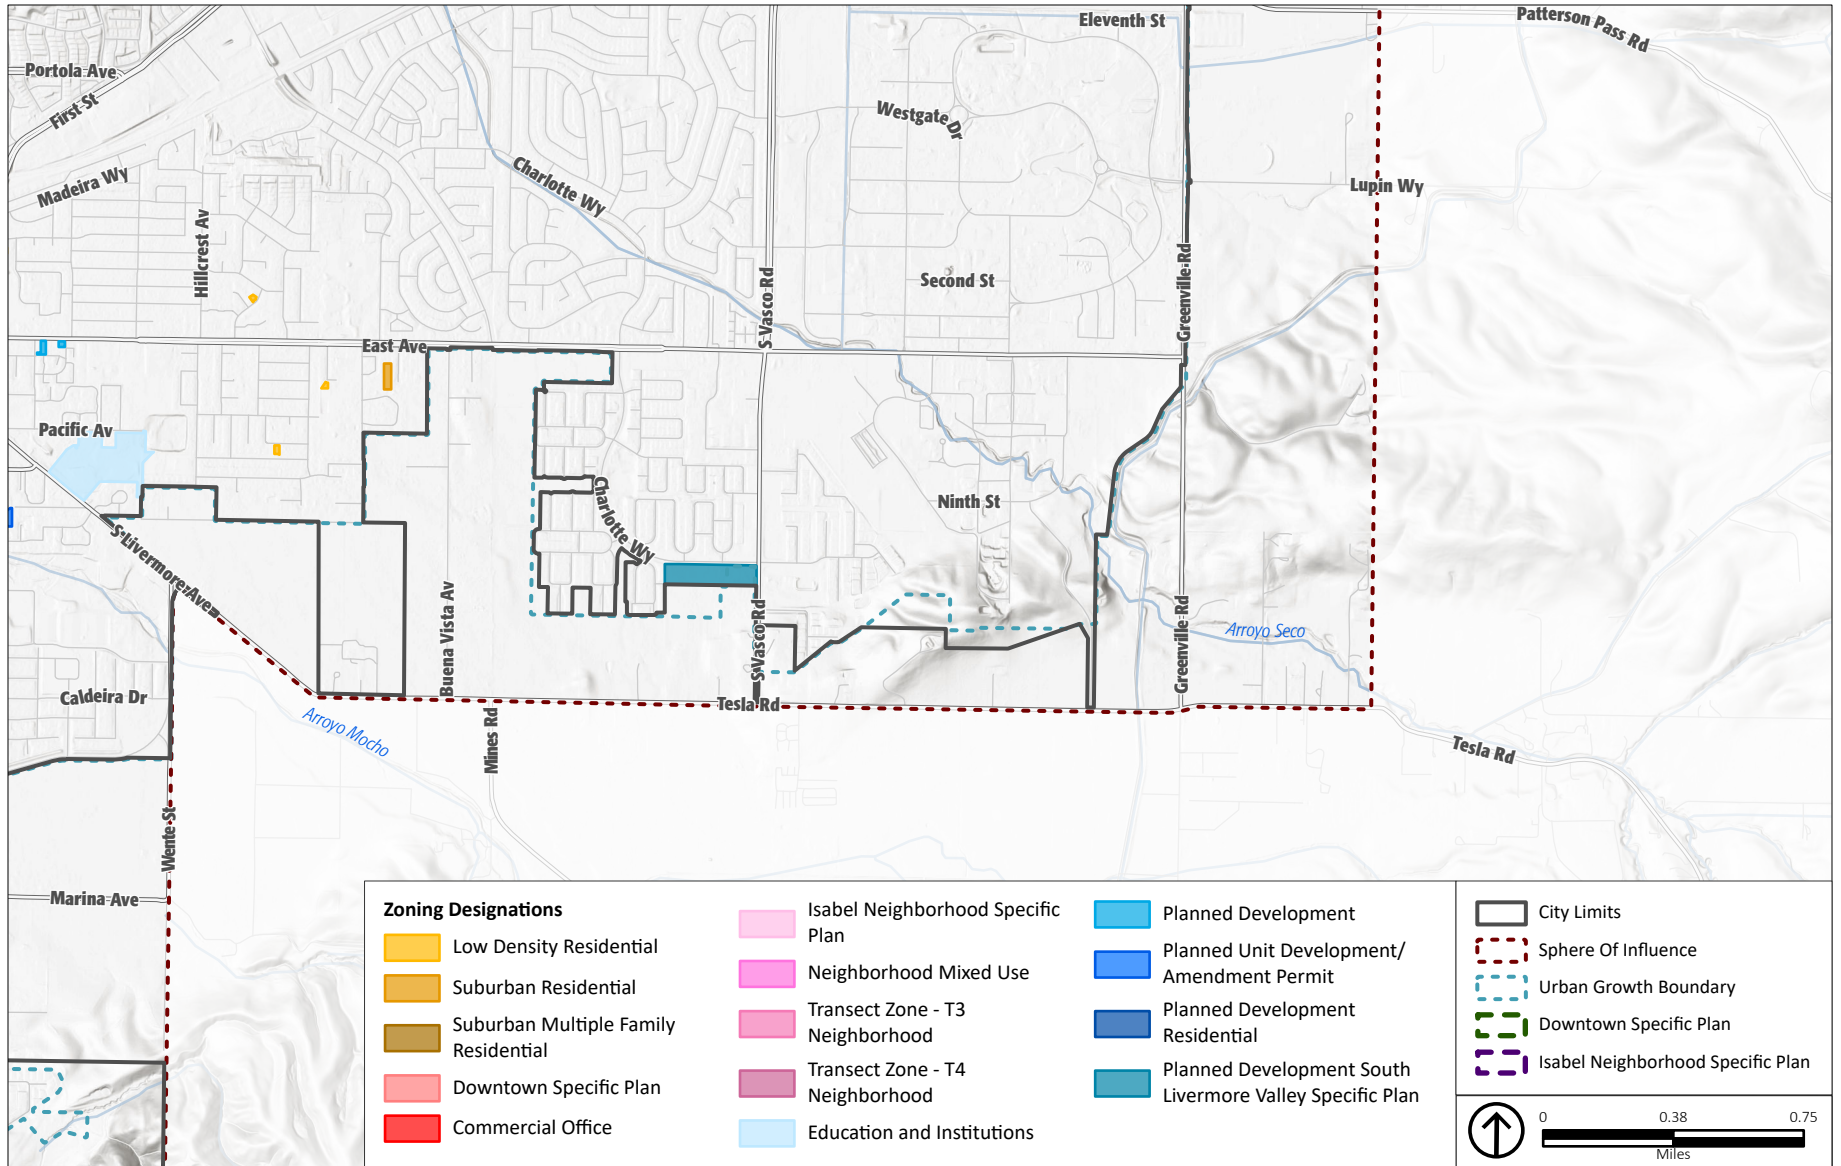 Eleventh St
Patterson Pass Rd
Portola Ave
First St
Westgate Dr
Madeira Wy
Charlotte Wy
Lupin Wy
Hillcrest Av
S Vasco Rd
Second St
Greenville Rd
East Ave
Pacific Av
Charlotte Wy
Ninth St
S Livermore Ave
Buena Vista Av
S Vasco Rd
Greenville Rd
Arroyo Seco
Caldeira Dr
Arroyo Mocho
Mines Rd
Tesla Rd
Tesla Rd
Wente St
Marina Ave
Zoning Designations
Low Density Residential
Suburban Residential
Suburban Multiple Family
Residential
Downtown Specific Plan
Commercial Office
Isabel Neighborhood Specific
Plan
Neighborhood Mixed Use
Transect Zone - T3
Neighborhood
Transect Zone - T4
Neighborhood
Education and Institutions
Planned Development
Planned Unit Development/
Amendment Permit
Planned Development
Residential
Planned Development South
Livermore Valley Specific Plan
City Limits
Sphere Of Influence
Urban Growth Boundary
Downtown Specific Plan
Isabel Neighborhood Specific Plan
0 0.38 0.75
Miles